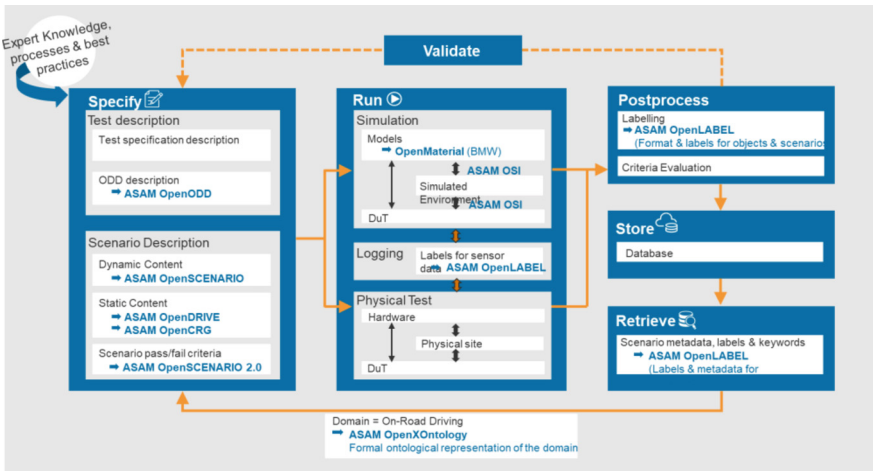 Expert Knowledge,
processes & best
practices
Validate
Specify
Test description
Test specification description
ODD description
➡ ASAM OpenODD
Scenario Description
Dynamic Content
➡ ASAM OpenSCENARIO
Static Content
➡ ASAM OpenDRIVE
➡ ASAM OpenCRG
Scenario pass/fail criteria
➡ ASAM OpenSCENARIO 2.0
Run
Simulation
Models
➡ OpenMaterial (BMW)
ASAM OSI
Simulated
Environment
ASAM OSI
DuT
Logging
Labels for sensor
data
➡ ASAM OpenLABEL
Physical Test
Hardware
Physical site
DuT
Postprocess
Labelling
➡ ASAM OpenLABEL
(Format & labels for objects & scenarios
Criteria Evaluation
Store
Database
Retrieve
Scenario metadata, labels & keywords
➡ ASAM OpenLABEL
(Labels & metadata for
Domain = On-Road Driving
➡ ASAM OpenXOntology
Formal ontological representation of the domain